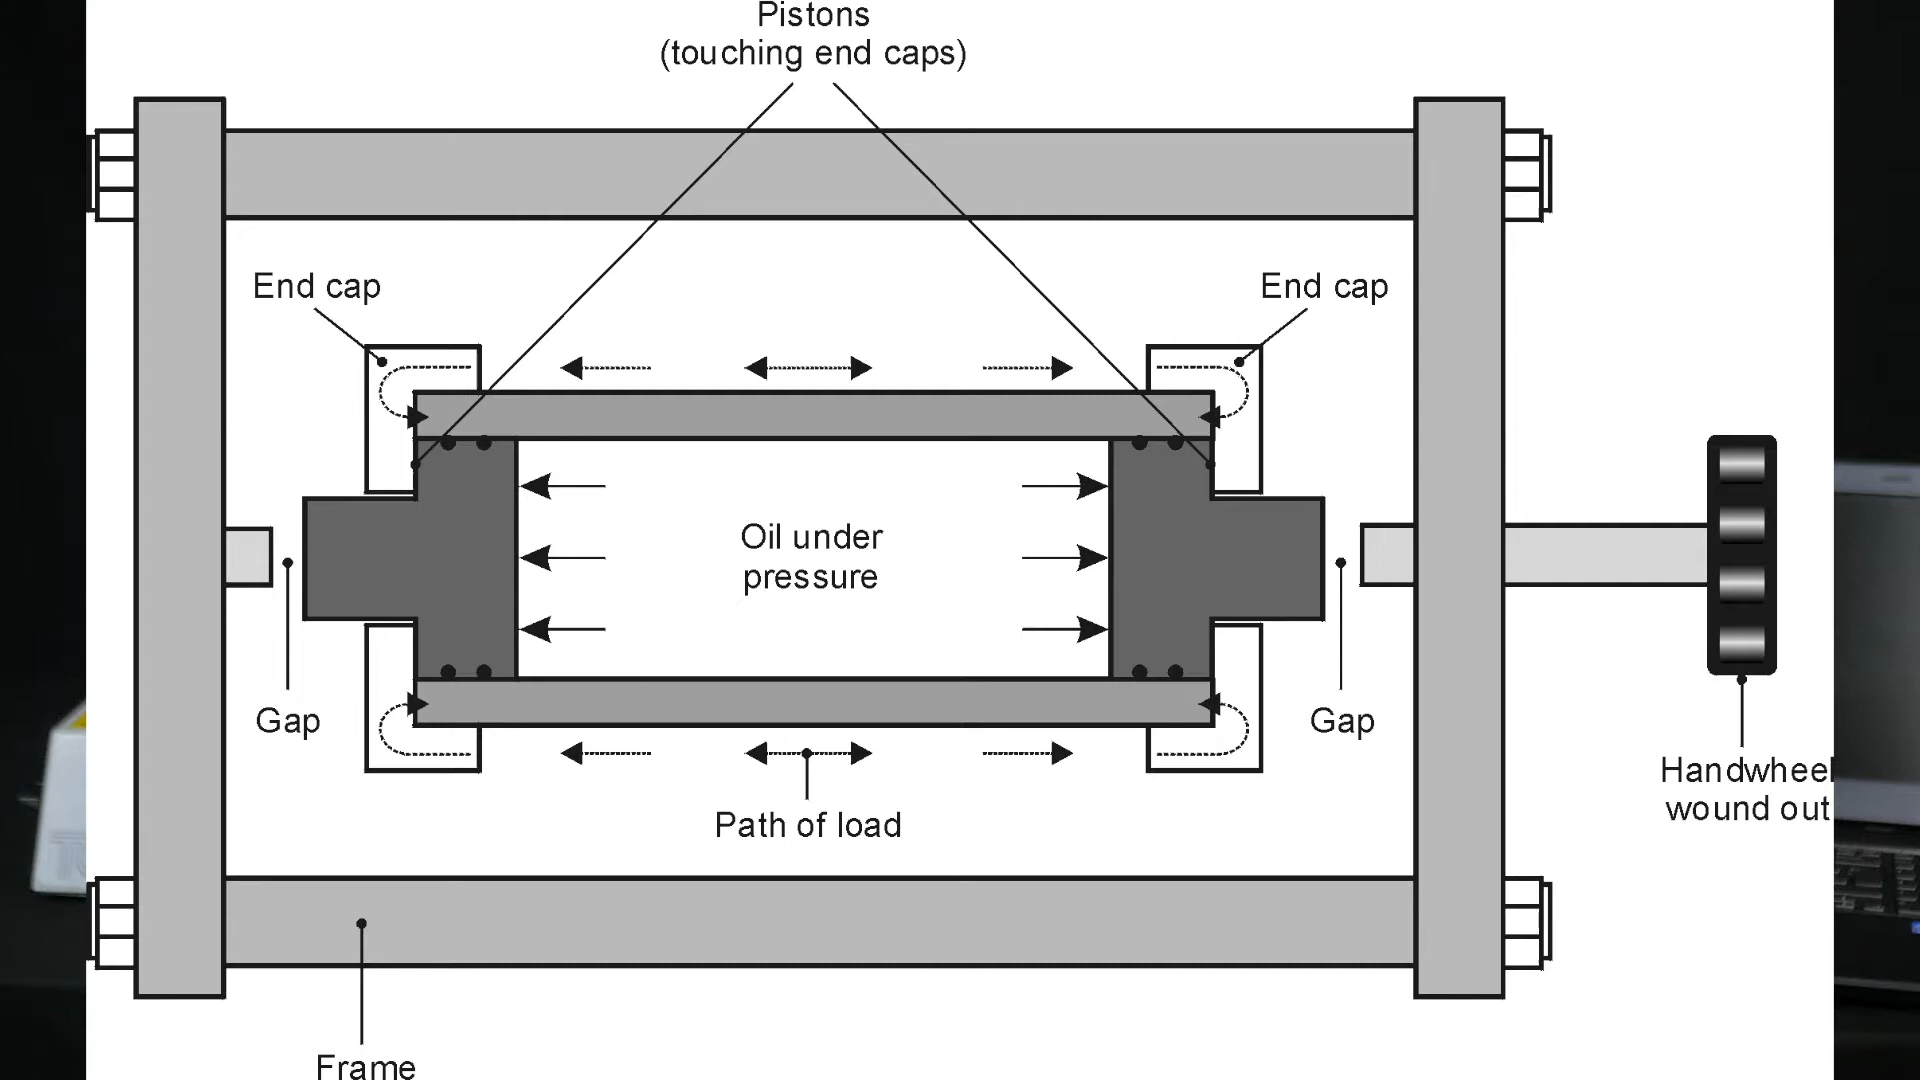 Pistons
(touching end caps)
End cap
End cap
Oil under
pressure
Gap
Gap
Handwheel
wound out
Path of load
Frame